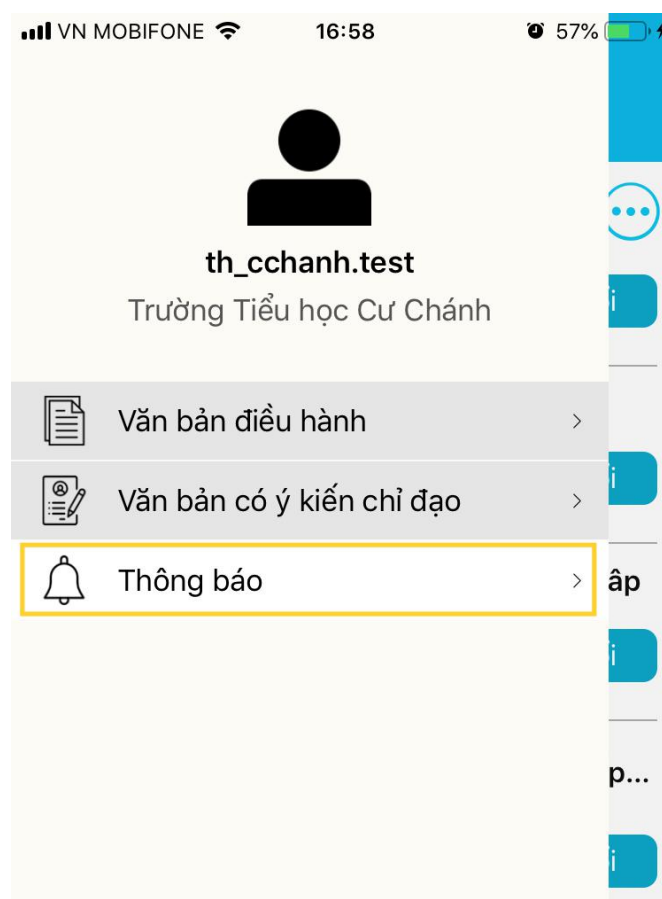 VN MOBIFONE 16:58 57%
th_cchanh.test
Trường Tiểu học Cư Chánh
Văn bản điều hành
Văn bản có ý kiến chỉ đạo
Thông báo